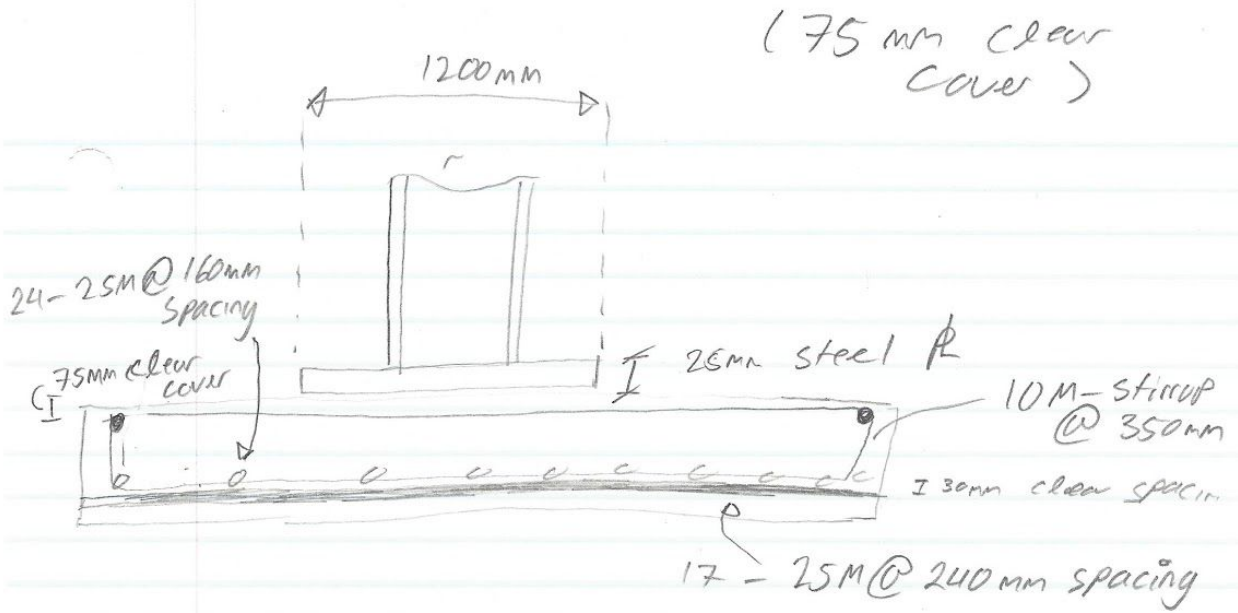 (75 mm clear
cover)
1200mm
24-25M@160mm
spacing
75mm clear
cover
25mm steel PL
10M-stirrup
@ 350mm
30mm clear spacin
17-25M@240mm spacing